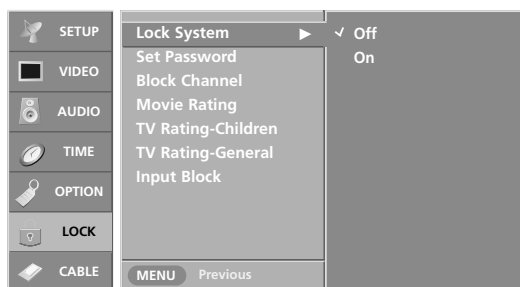 SETUP
VIDEO
AUDIO
TIME
OPTION
LOCK
CABLE
Lock System ▶
Set Password
Block Channel
Movie Rating
TV Rating-Children
TV Rating-General
Input Block
MENU Previous
✓ Off
On